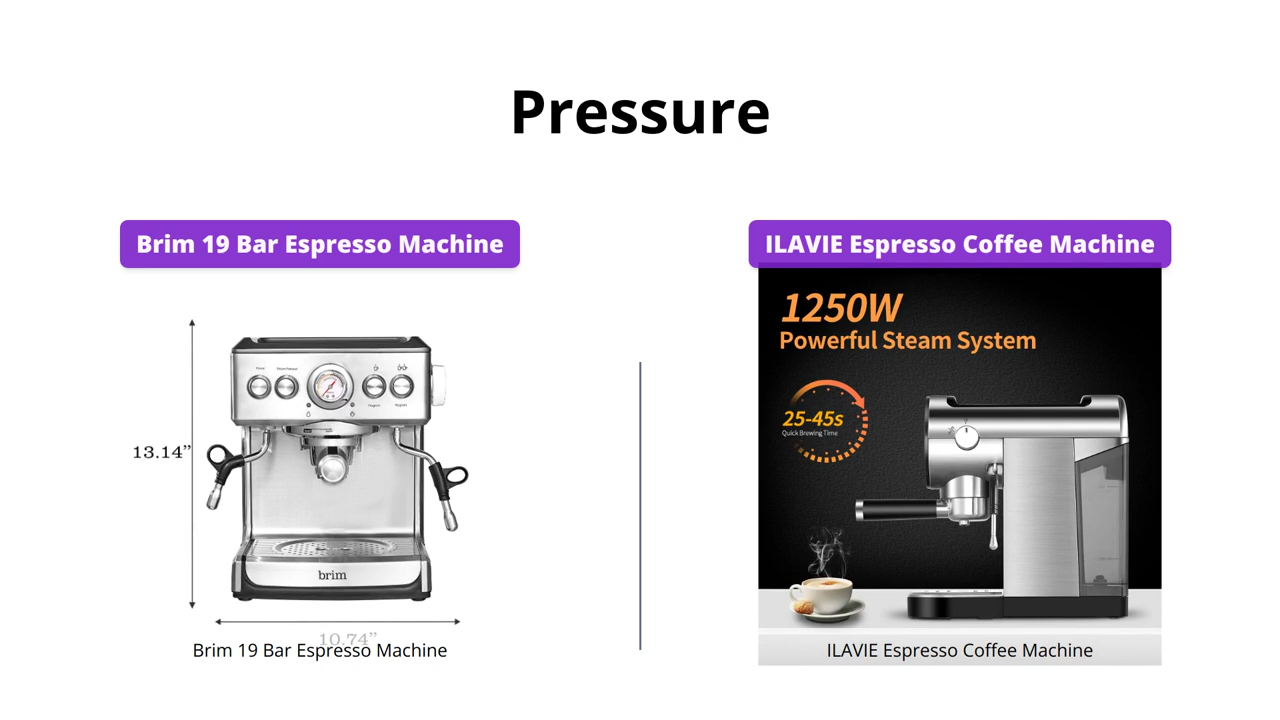 Pressure
Brim 19 Bar Espresso Machine
ILAVIE Espresso Coffee Machine
13.14”
brim
10.74”
Brim 19 Bar Espresso Machine
1250W
Powerful Steam System
25-45s
Quick Brewing Time
ILAVIE Espresso Coffee Machine